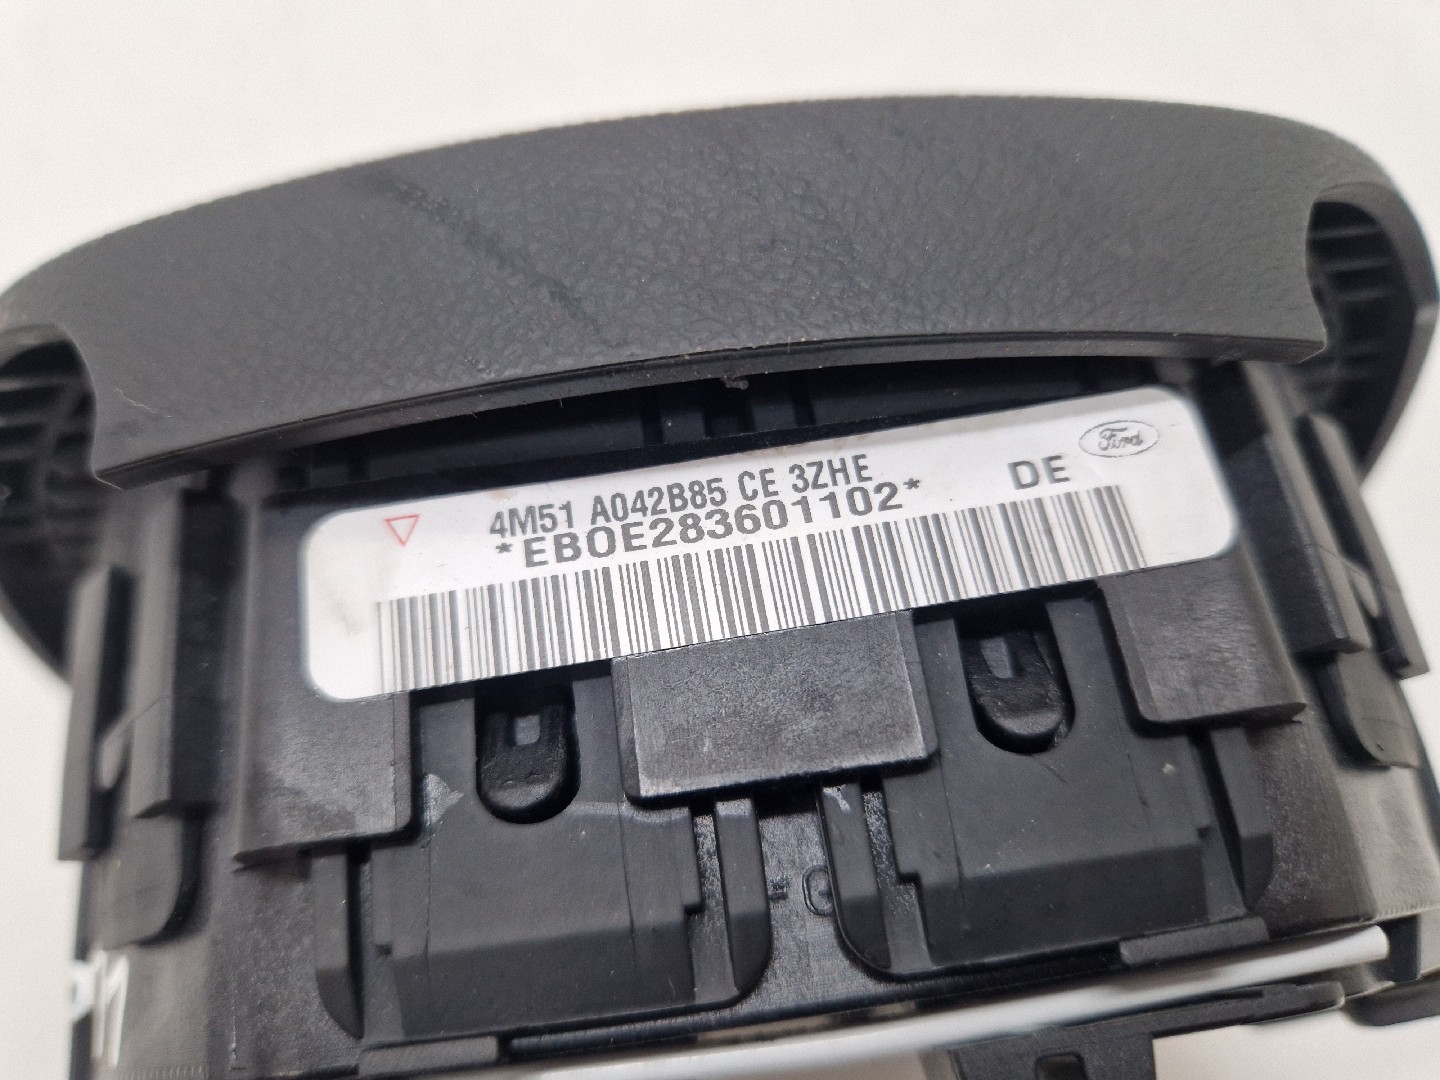 4M51 A042B85 CE 3ZHE
*EB0E283601102*
DE
Ford